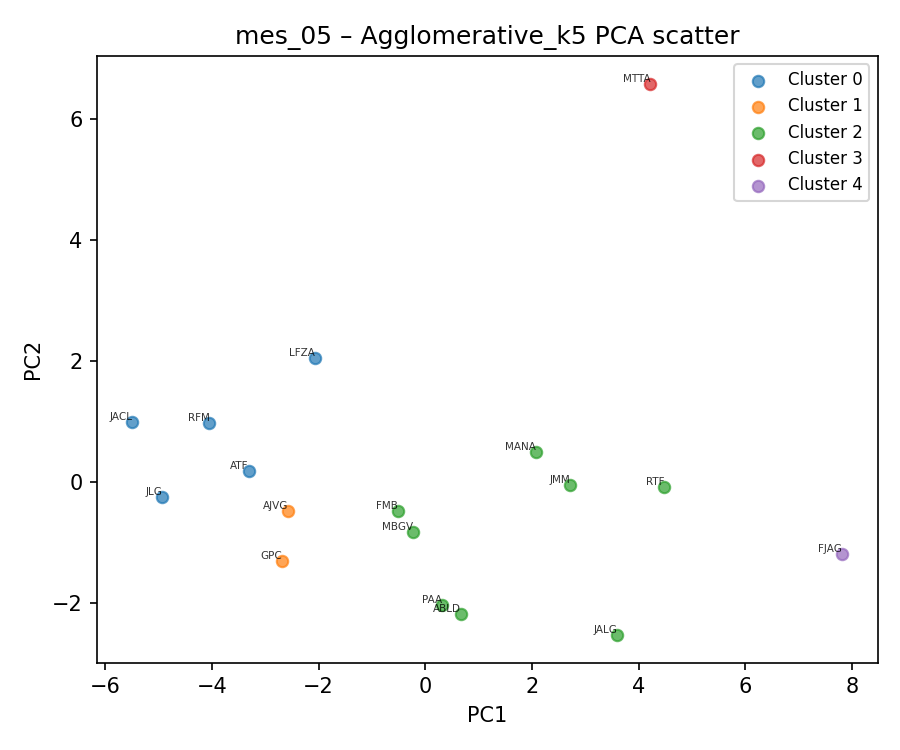 mes_05 – Agglomerative_k5 PCA scatter
MTTA
Cluster 0
Cluster 1
Cluster 2
Cluster 3
Cluster 4
6
4
2
0
−2
PC2
LFZA
JACL
RFM
ATF
JLG
AJVG
GPC
FMB
MBGV
MANA
JMM
RTF
PAA
ABLD
JALG
FJAG
−6
−4
−2
0
2
4
6
8
PC1